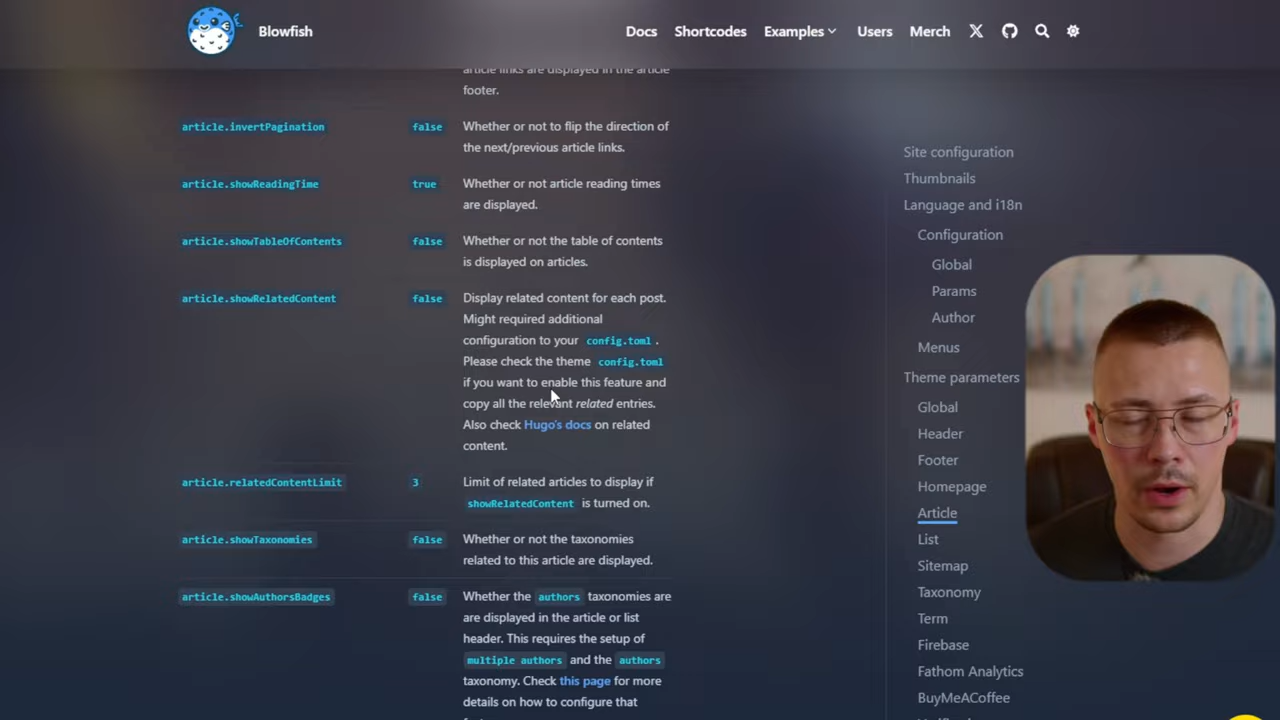 Blowfish
Docs
Shortcodes
Examples
Users
Merch
article links are displayed in the article
footer.
article.invertPagination
false
Whether or not to flip the direction of
the next/previous article links.
article.showReadingTime
true
Whether or not article reading times
are displayed.
article.showTableOfContents
false
Whether or not the table of contents
is displayed on articles.
article.showRelatedContent
false
Display related content for each post.
Might required additional
configuration to your config.toml .
Please check the theme config.toml
if you want to enable this feature and
copy all the relevant related entries.
Also check Hugo's docs on related
content.
article.relatedContentLimit
3
Limit of related articles to display if
showRelatedContent is turned on.
article.showTaxonomies
false
Whether or not the taxonomies
related to this article are displayed.
article.showAuthorsBadges
false
Whether the authors taxonomies are
are displayed in the article or list
header. This requires the setup of
multiple authors and the authors
taxonomy. Check this page for more
details on how to configure that
Site configuration
Thumbnails
Language and i18n
Configuration
Global
Params
Author
Menus
Theme parameters
Global
Header
Footer
Homepage
Article
List
Sitemap
Taxonomy
Term
Firebase
Fathom Analytics
BuyMeACoffee